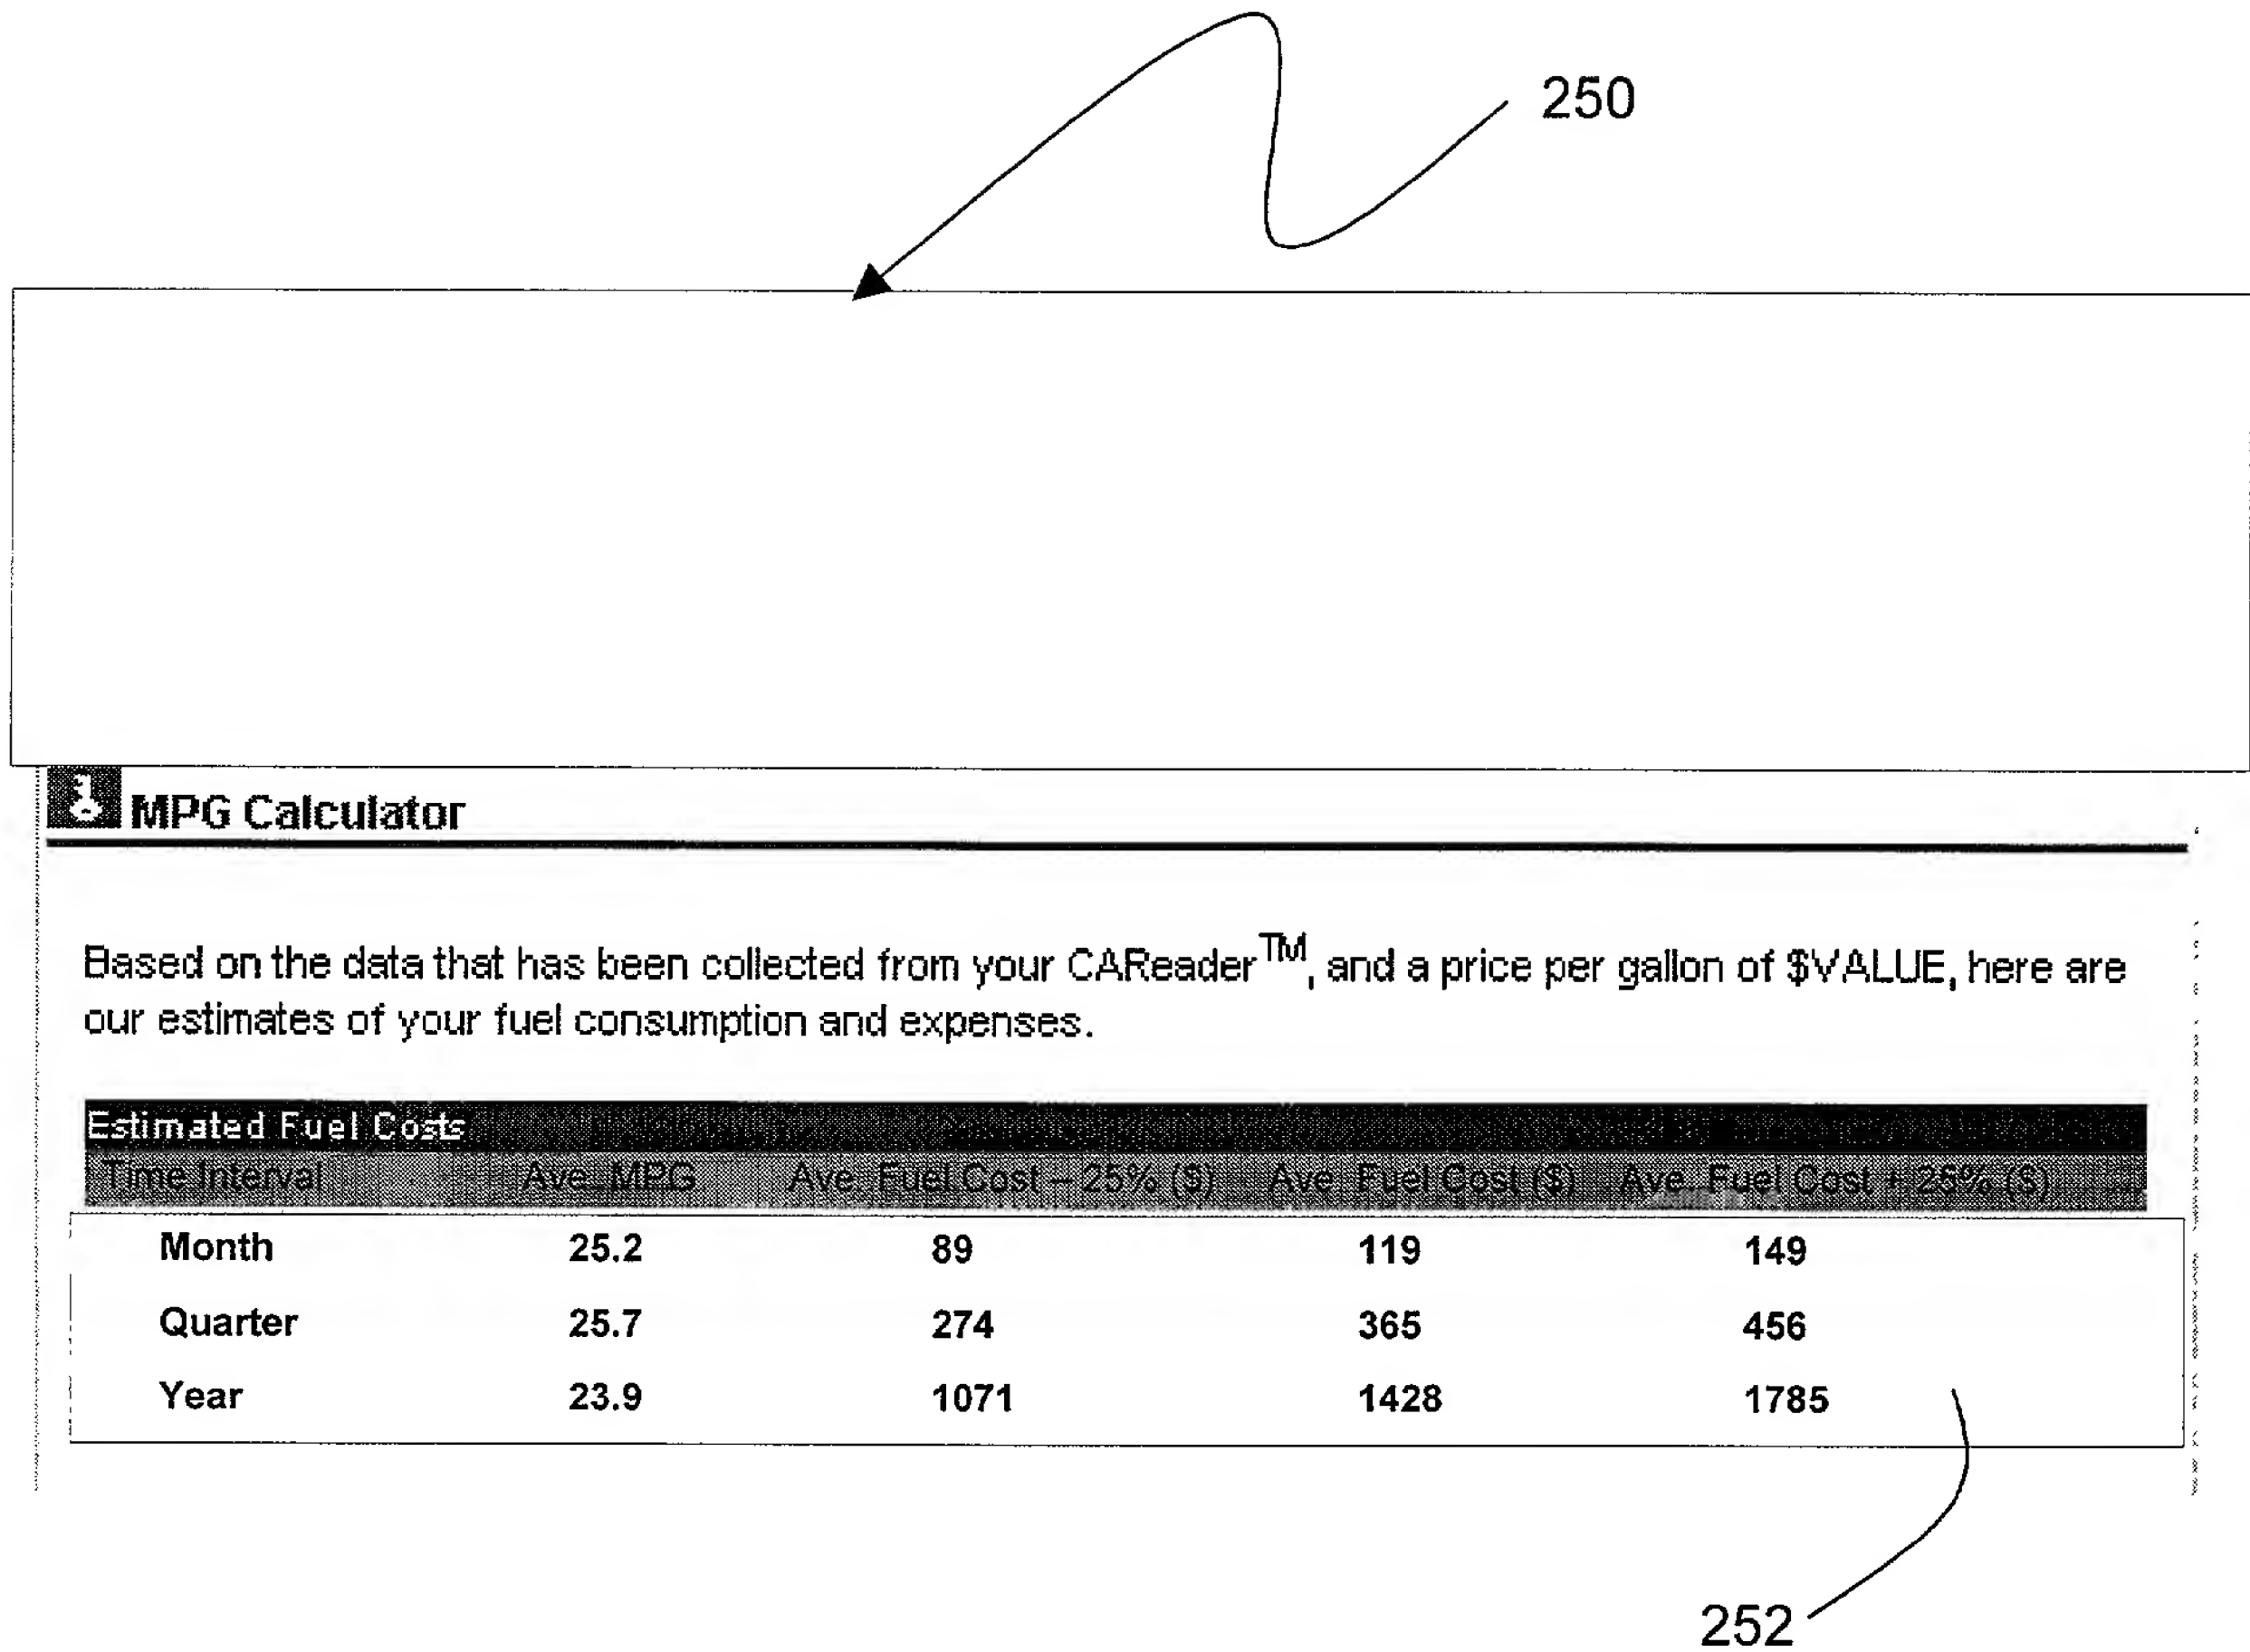 250
MPG Calculator
Based on the data that has been collected from your CAReader™, and a price per gallon of $VALUE, here are
our estimates of your fuel consumption and expenses.
Estimated Fuel Costs
Time Interval Ave. MPG Ave. Fuel Cost – 25% ($) Ave. Fuel Cost ($) Ave. Fuel Cost + 25% ($)
Month 25.2 89 119 149
Quarter 25.7 274 365 456
Year 23.9 1071 1428 1785
252